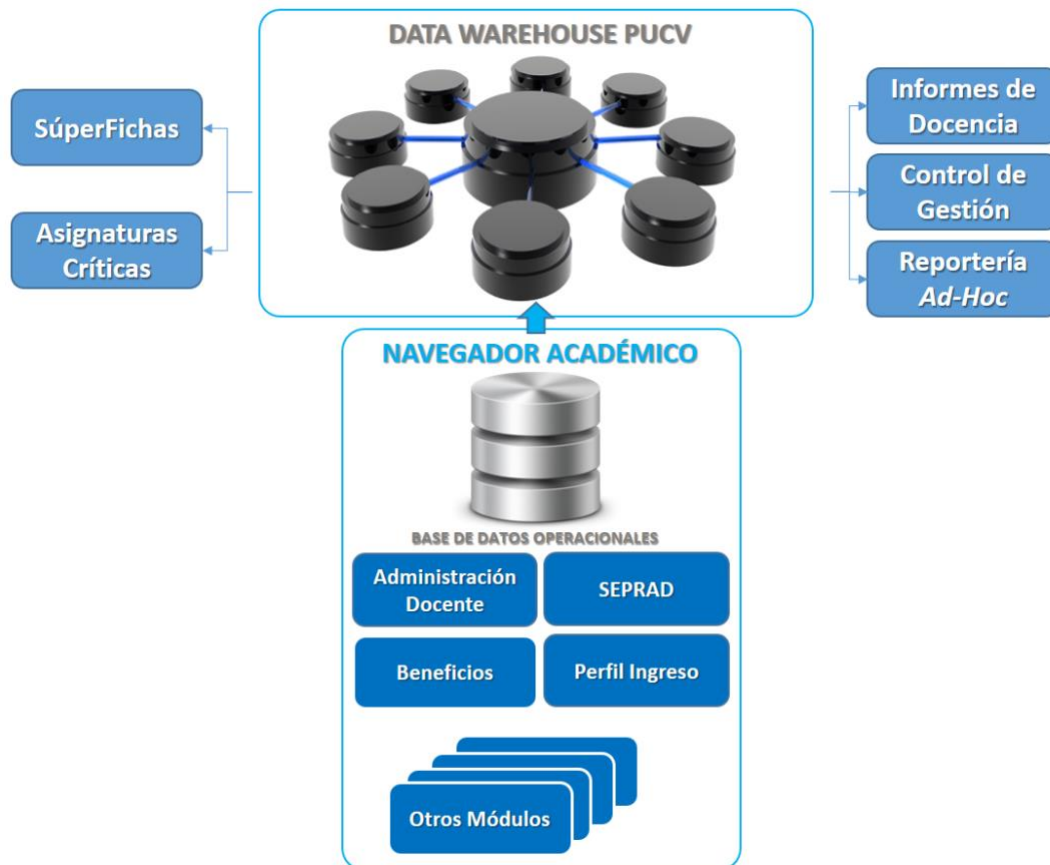 DATA WAREHOUSE PUCV
SúperFichas
Asignaturas
Críticas
Informes de
Docencia
Control de
Gestión
Reportería
Ad-Hoc
NAVEGADOR ACADÉMICO
BASE DE DATOS OPERACIONALES
Administración
Docente
SEPRAD
Beneficios
Perfil Ingreso
Otros Módulos